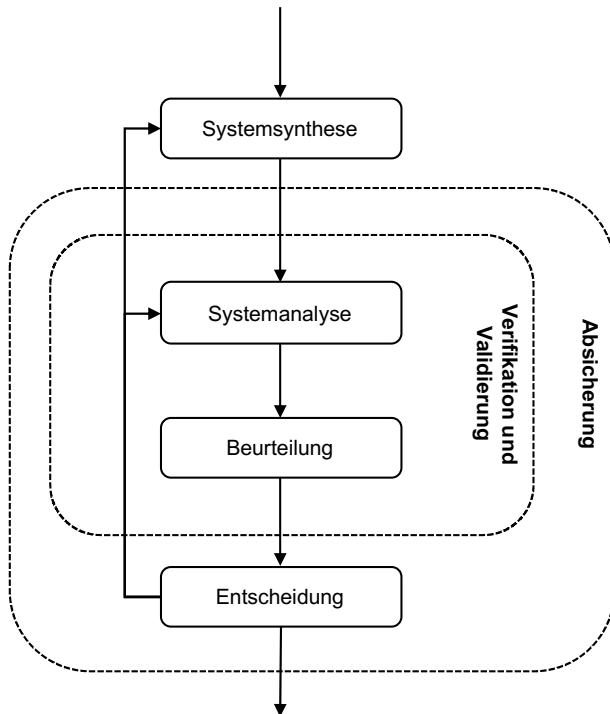 Systemsynthese
Systemanalyse
Beurteilung
Entscheidung
Verifikation und
Validierung
Absicherung